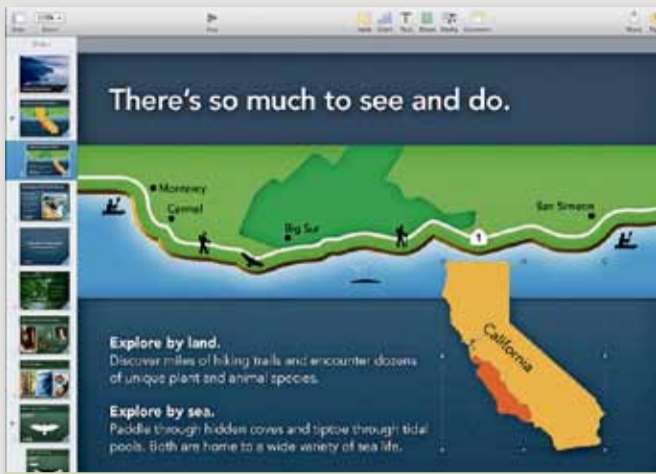 There's so much to see and do.
Monterey
Carmel
Big Sur
San Simeon
1
California
Explore by land.
Discover miles of hiking trails and encounter dozens
of unique plant and animal species.
Explore by sea.
Paddle through hidden coves and tiptoe through tidal
pools. Both are home to a wide variety of sea life.